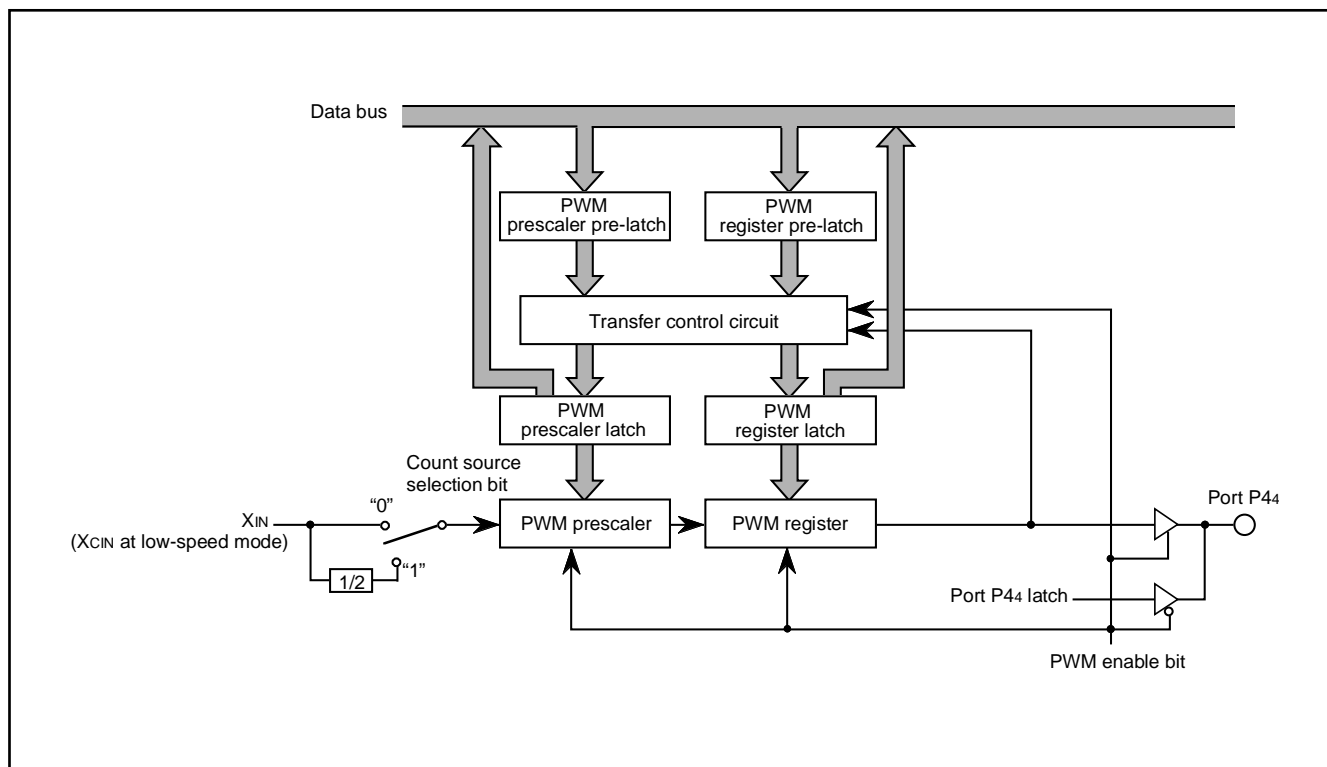 Data bus
PWM
prescaler pre-latch
PWM
register pre-latch
Transfer control circuit
PWM
prescaler latch
PWM
register latch
Count source
selection bit
“0”
XIN
(XCIN at low-speed mode)
“1”
1/2
PWM prescaler
PWM register
Port P44
Port P44 latch
PWM enable bit